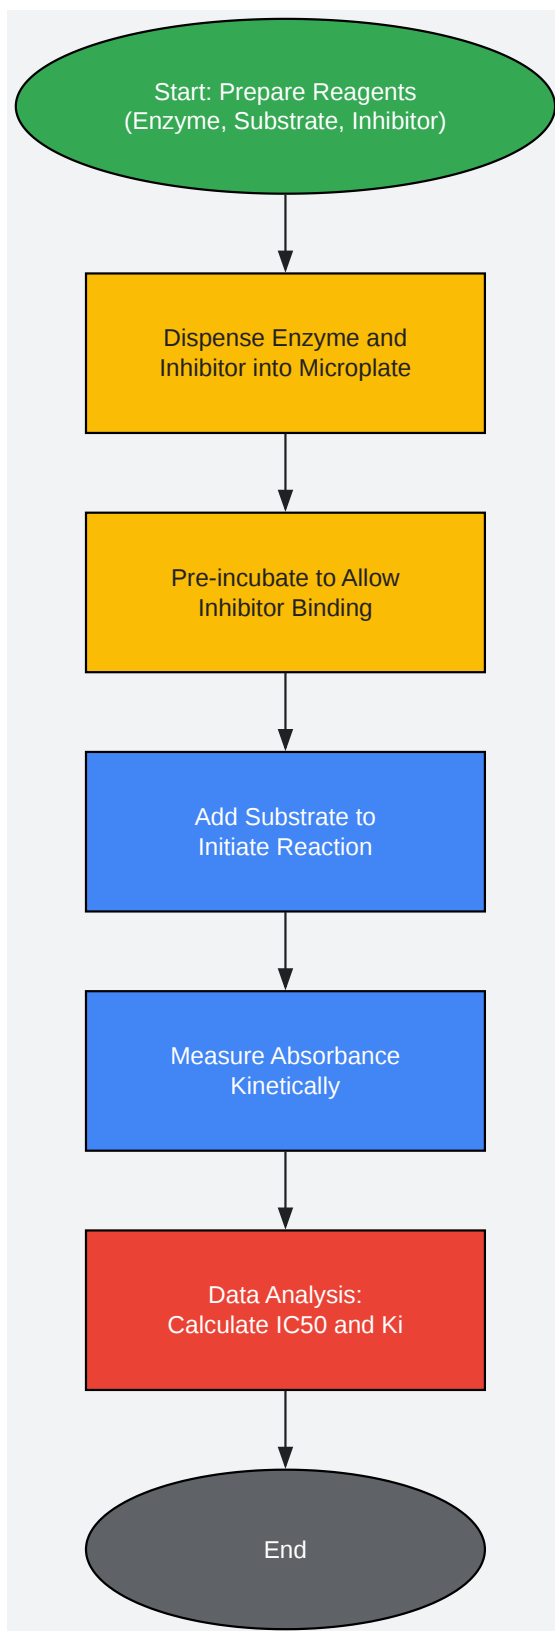 Start: Prepare Reagents
(Enzyme, Substrate, Inhibitor)
Dispense Enzyme and
Inhibitor into Microplate
Pre-incubate to Allow
Inhibitor Binding
Add Substrate to
Initiate Reaction
Measure Absorbance
Kinetically
Data Analysis:
Calculate IC50 and Ki
End